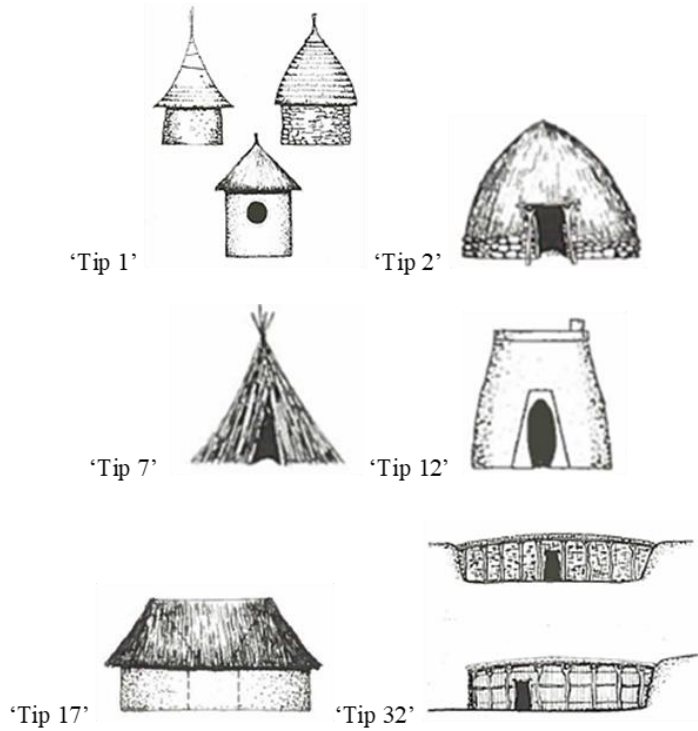 ‘Tip 1’ ‘Tip 2’
‘Tip 7’ ‘Tip 12’
‘Tip 17’ ‘Tip 32’